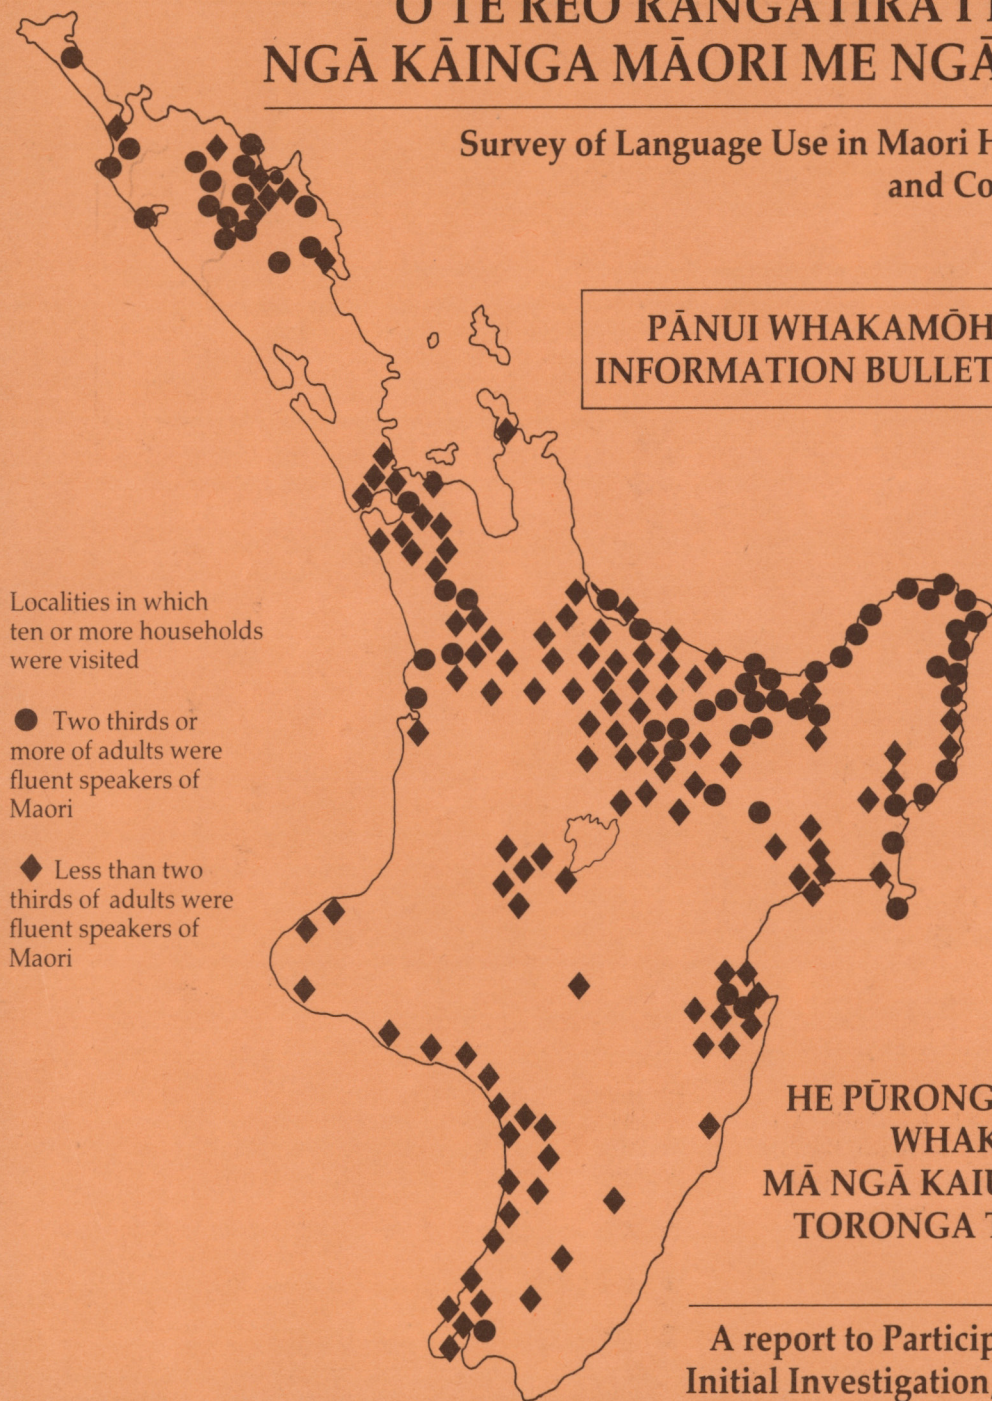 O TE REO RANGATIRA I
NGĀ KĀINGA MĀORI ME NGĀ
Survey of Language Use in Maori H
and Co
PĀNUI WHAKAMŌH
INFORMATION BULLET
Localities in which
ten or more households
were visited
Two thirds or
more of adults were
fluent speakers of
Maori
Less than two
thirds of adults were
fluent speakers of
Maori
HE PŪRONG
WHAK
MĀ NGĀ KAIU
TORONGA T
A report to Particip
Initial Investigation,